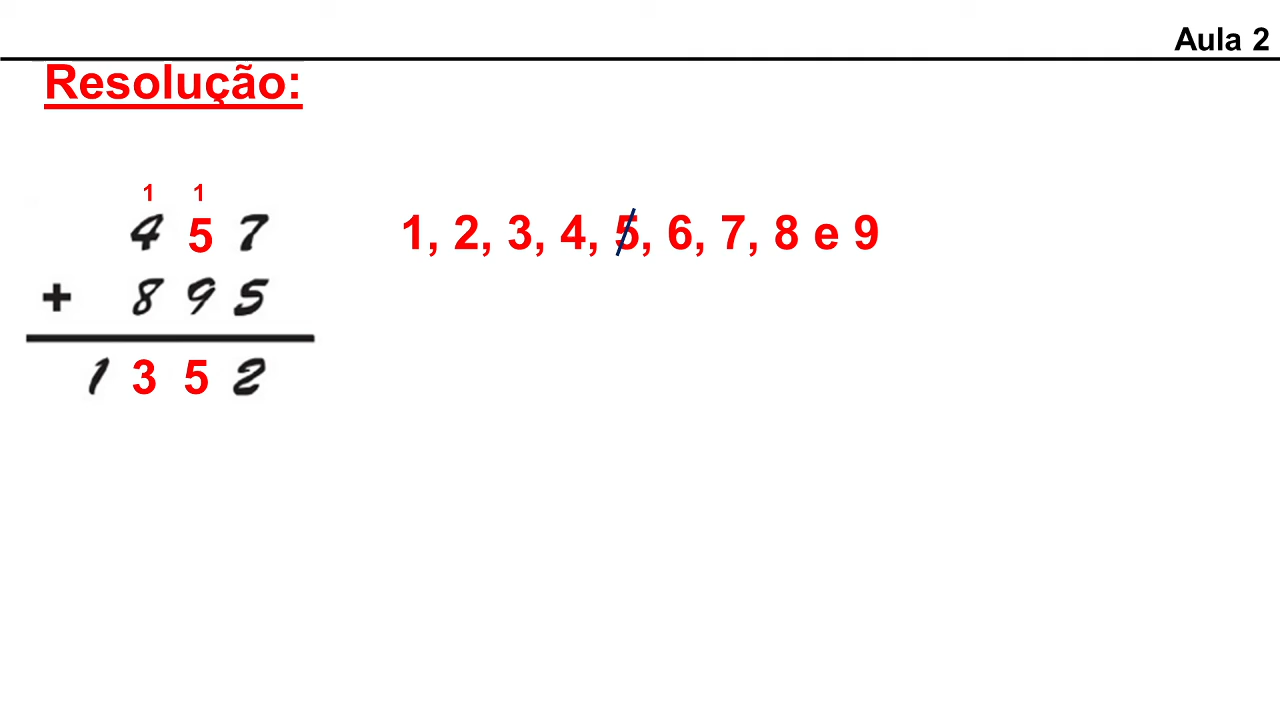 Aula 2
Resolução:
1 1
4 5 7
1, 2, 3, 4, 5, 6, 7, 8 e 9
+ 8 9 5
1 3 5 2